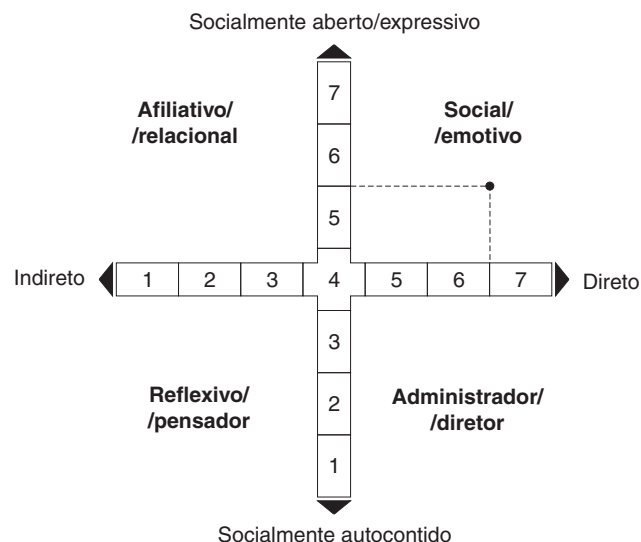 Socialmente aberto/expressivo
7
Afiliativo/
/relacional
Social/
/emotivo
6
5
Indireto
1 2 3 4 5 6 7
Direto
3
Reflexivo/
/pensador
2
Administrador/
/diretor
1
Socialmente autocontido